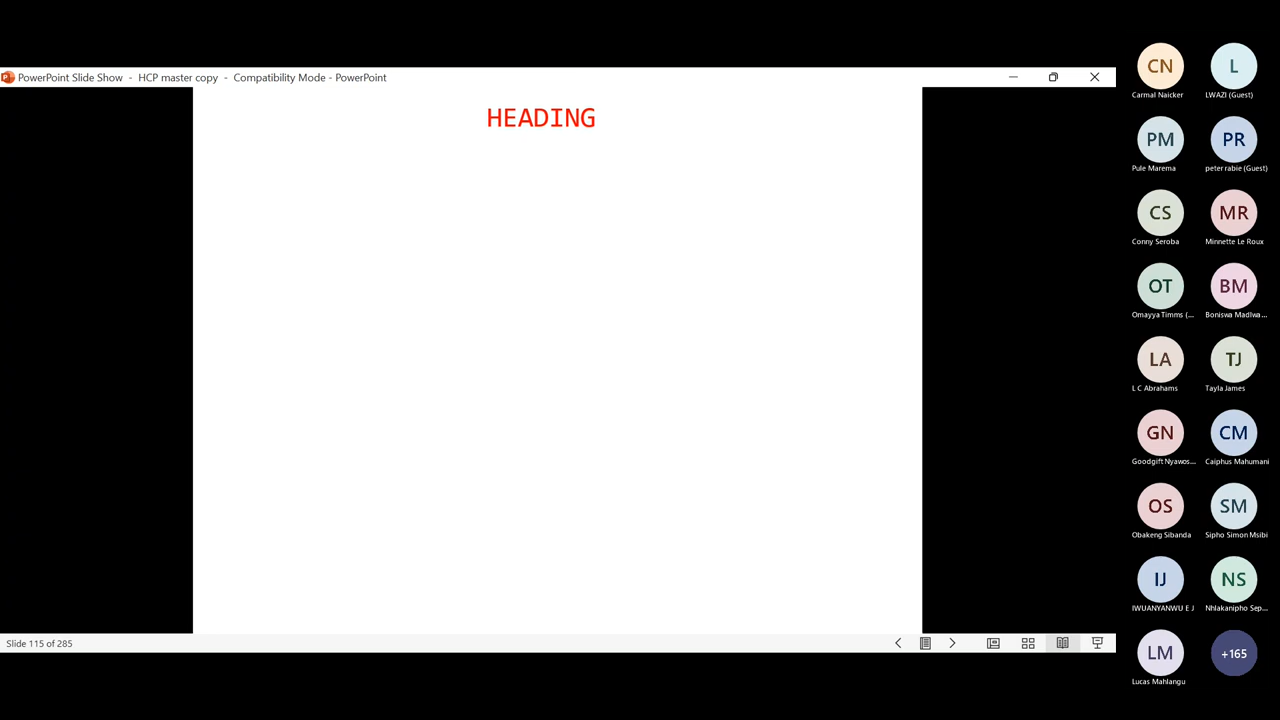 PowerPoint Slide Show - HCP master copy - Compatibility Mode - PowerPoint
HEADING
Slide 115 of 285
CN
Carmal Naicker
L
LWAZI (Guest)
PM
Pule Marema
PR
peter rabie (Guest)
CS
Conny Seroba
MR
Minnette Le Roux
OT
Omayya Timms (...
BM
Boniswa Madlwa...
LA
L C Abrahams
TJ
Tayla James
GN
Goodgift Nyawos...
CM
Caiphus Mahumani
OS
Obakeng Sibanda
SM
Sipho Simon Msibi
IJ
IWUANYANWU E J
NS
Nhlakanipho Sep...
LM
Lucas Mahlangu
+165